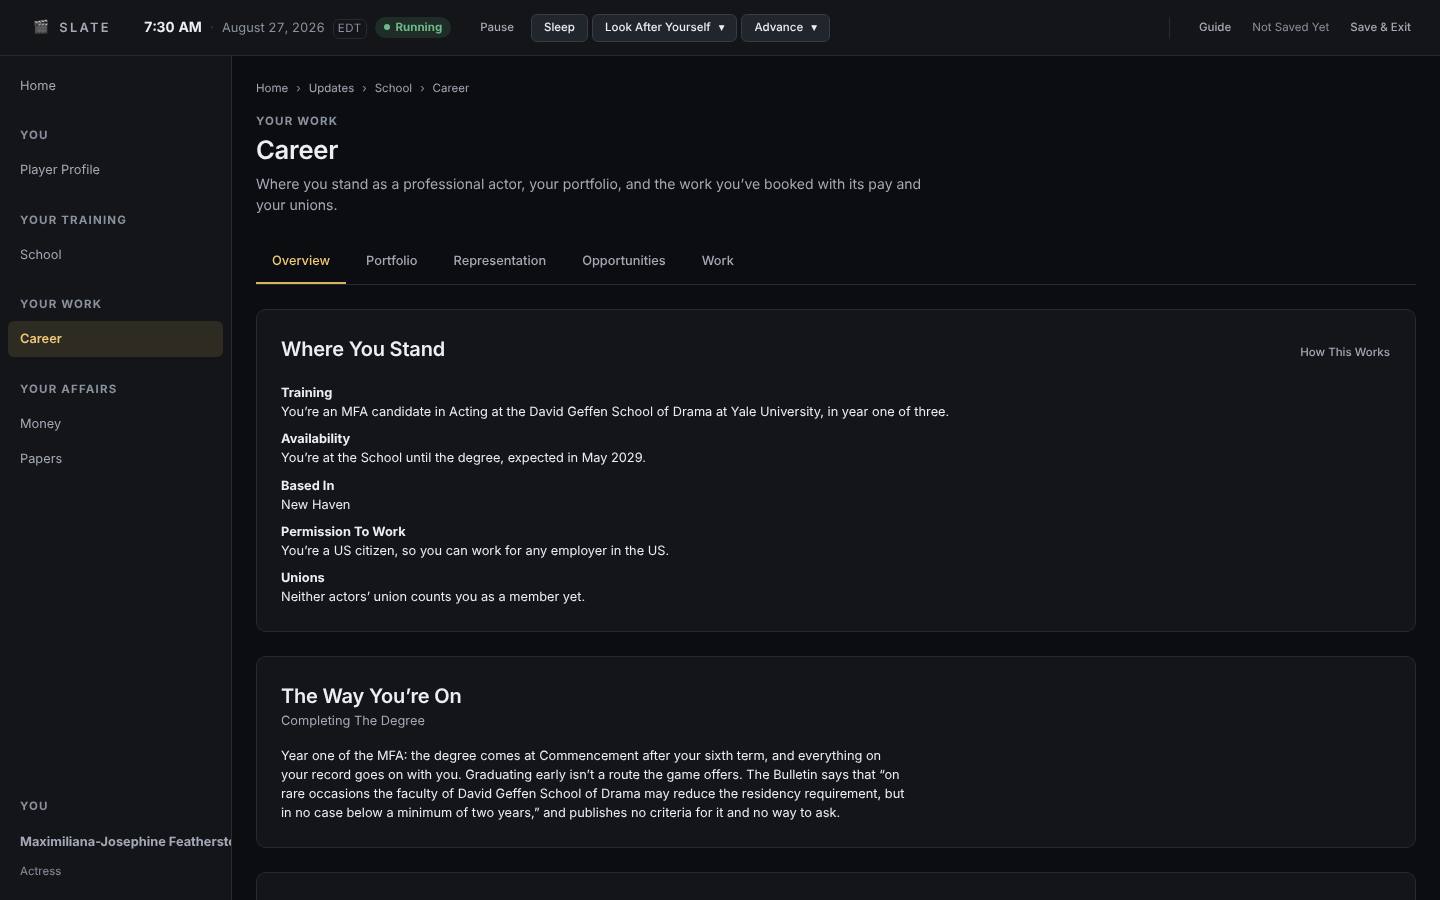 SLATE
7:30 AM · August 27, 2026 EDT
Running
Pause
Sleep
Look After Yourself ▾
Advance ▾
Guide
Not Saved Yet
Save & Exit
Home
YOU
Player Profile
YOUR TRAINING
School
YOUR WORK
Career
YOUR AFFAIRS
Money
Papers
YOU
Maximiliana-Josephine
Actress
Home › Updates › School › Career
YOUR WORK
Career
Where you stand as a professional actor, your portfolio, and the work you’ve booked with its pay and
your unions.
Overview
Portfolio
Representation
Opportunities
Work
Where You Stand
How This Works
Training
You’re an MFA candidate in Acting at the David Geffen School of Drama at Yale University, in year one of three.
Availability
You’re at the School until the degree, expected in May 2029.
Based In
New Haven
Permission To Work
You’re a US citizen, so you can work for any employer in the US.
Unions
Neither actors’ union counts you as a member yet.
The Way You’re On
Completing The Degree
Year one of the MFA: the degree comes at Commencement after your sixth term, and everything on
your record goes on with you. Graduating early isn’t a route the game offers. The Bulletin says that “on
rare occasions the faculty of David Geffen School of Drama may reduce the residency requirement, but
in no case below a minimum of two years,” and publishes no criteria for it and no way to ask.